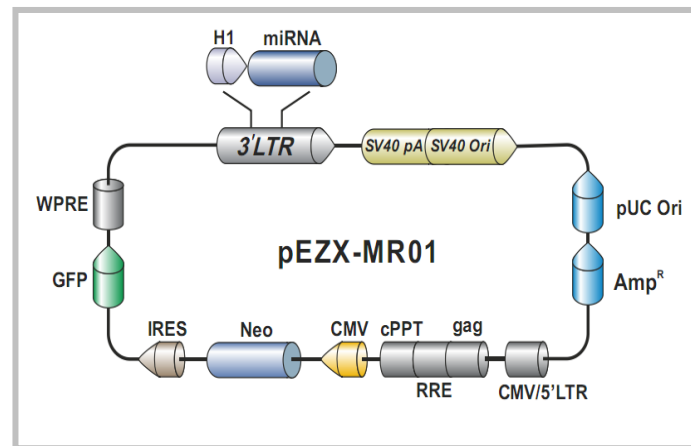 H1 miRNA
3'LTR SV40 pA SV40 Ori
WPRE pUC Ori
pEZX-MR01
GFP Amp^R
IRES Neo CMV cPPT gag
RRE CMV/5'LTR